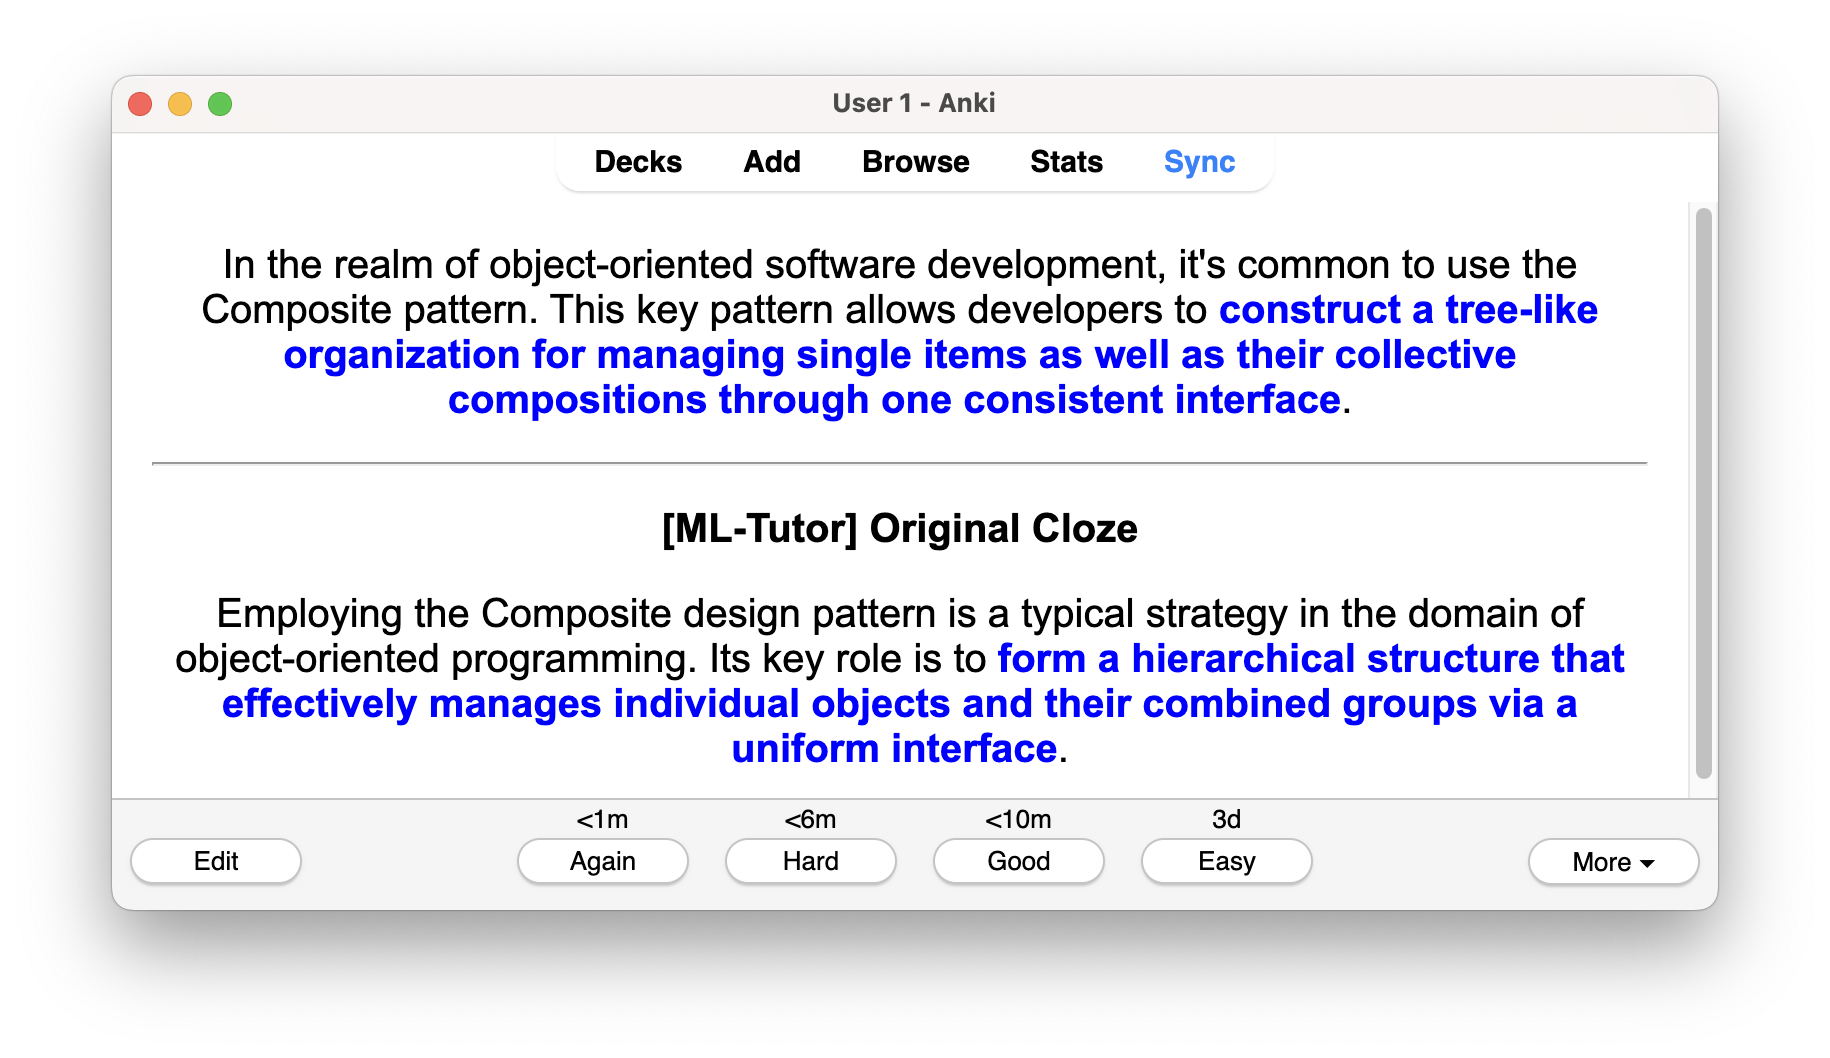 User 1 - Anki
Decks Add Browse Stats Sync
In the realm of object-oriented software development, it's common to use the
Composite pattern. This key pattern allows developers to construct a tree-like
organization for managing single items as well as their collective
compositions through one consistent interface.
[ML-Tutor] Original Cloze
Employing the Composite design pattern is a typical strategy in the domain of
object-oriented programming. Its key role is to form a hierarchical structure that
effectively manages individual objects and their combined groups via a
uniform interface.
<1m <6m <10m 3d
Edit Again Hard Good Easy More